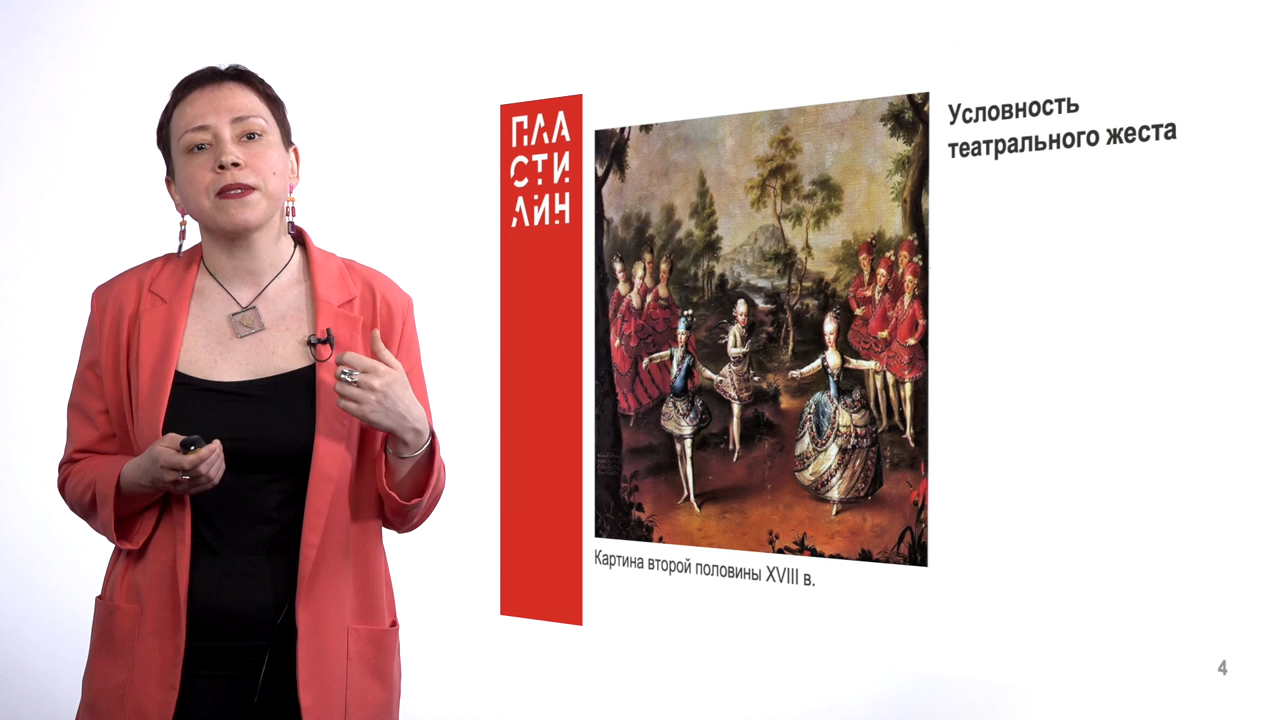 ПЛА
СТИ
ЛИН
Условность
театрального жеста
Картина второй половины XVIII в.
4